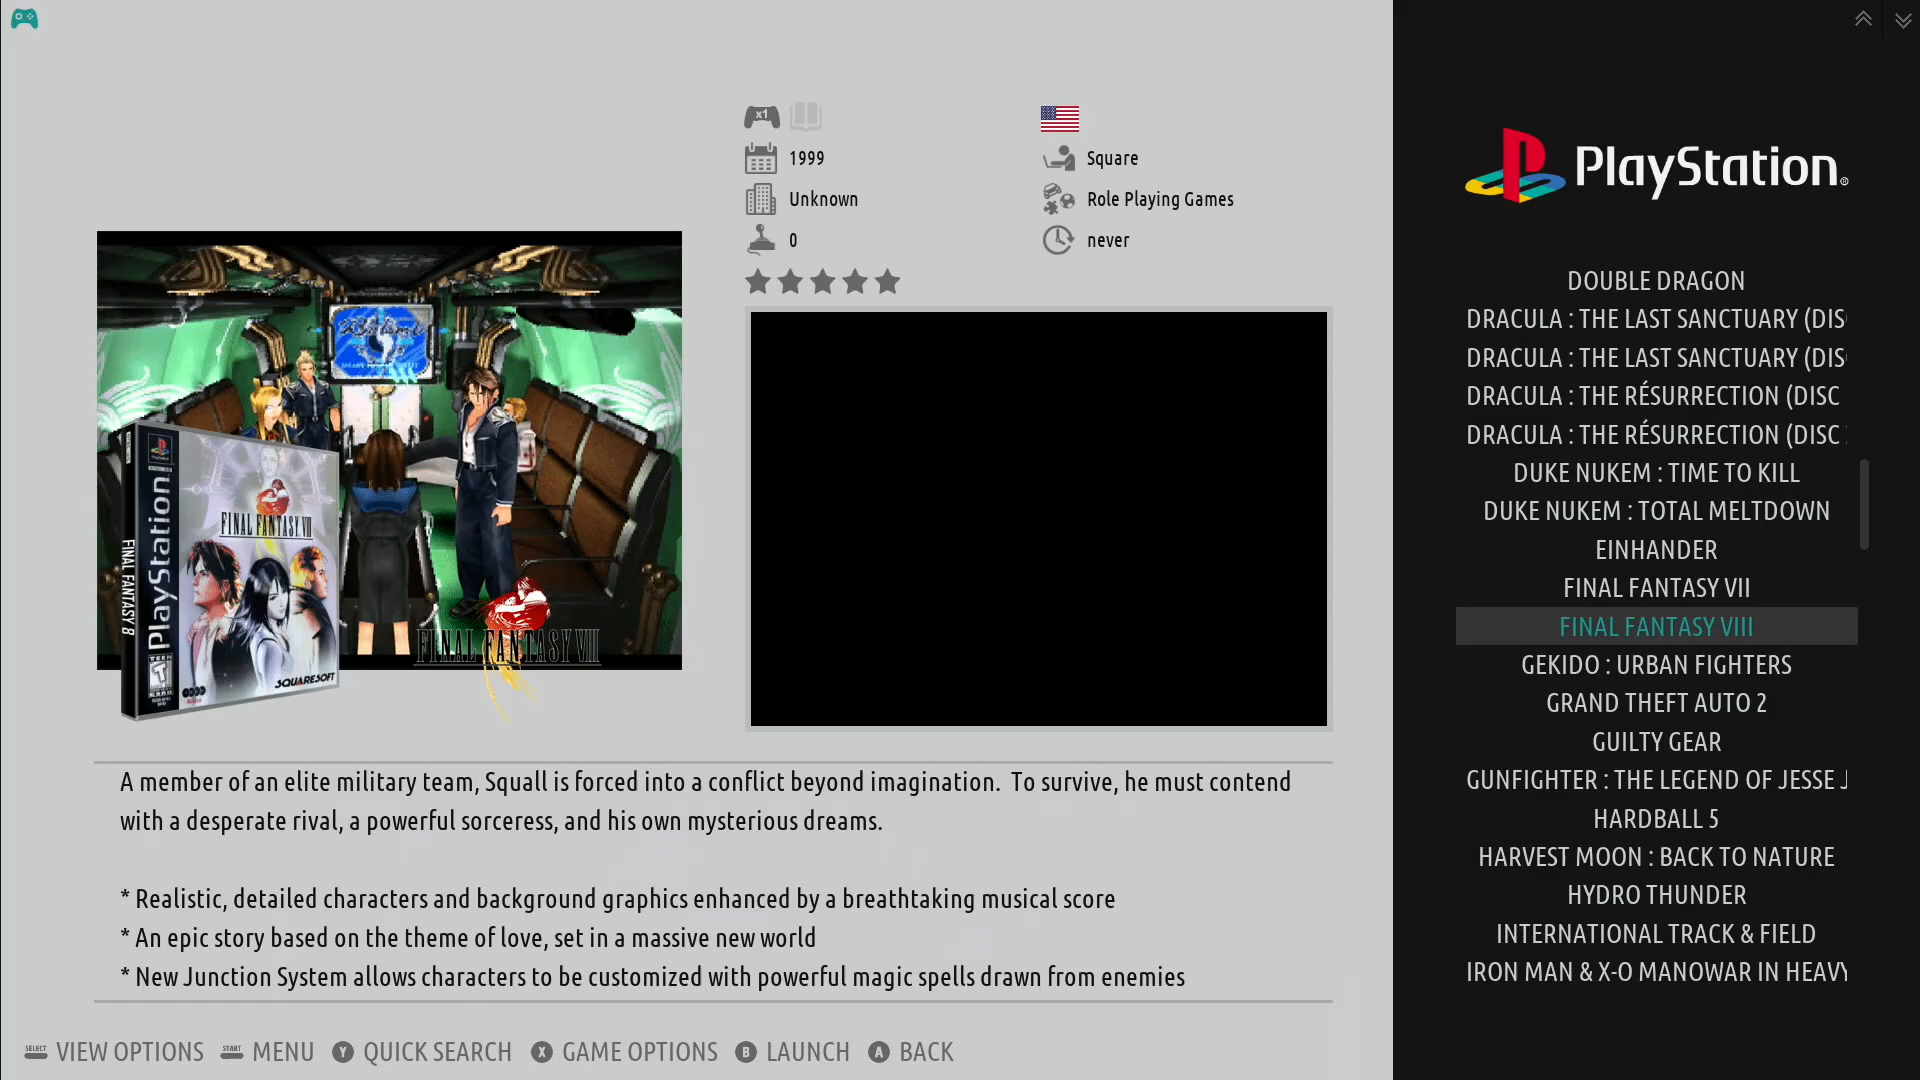 x1
1999
Square
Unknown
Role Playing Games
0
never
PlayStation
FINAL FANTASY 8
PlayStation
FINAL FANTASY VIII
TEEN
SQUARESOFT
FINAL FANTASY VIII
A member of an elite military team, Squall is forced into a conflict beyond imagination.  To survive, he must contend
with a desperate rival, a powerful sorceress, and his own mysterious dreams.
* Realistic, detailed characters and background graphics enhanced by a breathtaking musical score
* An epic story based on the theme of love, set in a massive new world
* New Junction System allows characters to be customized with powerful magic spells drawn from enemies
SELECT VIEW OPTIONS START MENU Y QUICK SEARCH X GAME OPTIONS B LAUNCH A BACK
PlayStation®
DOUBLE DRAGON
DRACULA : THE LAST SANCTUARY (DISC
DRACULA : THE LAST SANCTUARY (DISC
DRACULA : THE RÉSURRECTION (DISC
DRACULA : THE RÉSURRECTION (DISC
DUKE NUKEM : TIME TO KILL
DUKE NUKEM : TOTAL MELTDOWN
EINHANDER
FINAL FANTASY VII
FINAL FANTASY VIII
GEKIDO : URBAN FIGHTERS
GRAND THEFT AUTO 2
GUILTY GEAR
GUNFIGHTER : THE LEGEND OF JESSE J
HARDBALL 5
HARVEST MOON : BACK TO NATURE
HYDRO THUNDER
INTERNATIONAL TRACK & FIELD
IRON MAN & X-O MANOWAR IN HEAVY